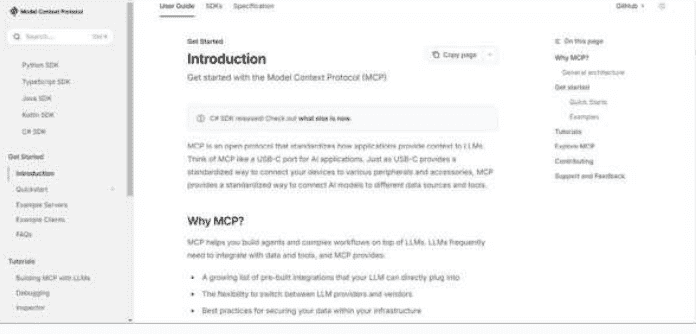 Model Context Protocol
User Guide SDKs Specification
GitHub
Search...
Ctrl K
Python SDK
TypeScript SDK
Java SDK
Kotlin SDK
C# SDK
Get Started
Introduction
Quickstart
Example Servers
Example Clients
FAQs
Tutorials
Building MCP with LLMs
Debugging
Inspector
Get Started
Introduction
Copy page
Get started with the Model Context Protocol (MCP)
C# SDK released! Check out what else is new.
MCP is an open protocol that standardizes how applications provide context to LLMs.
Think of MCP like a USB-C port for AI applications. Just as USB-C provides a
standardized way to connect your devices to various peripherals and accessories, MCP
provides a standardized way to connect AI models to different data sources and tools.
Why MCP?
MCP helps you build agents and complex workflows on top of LLMs. LLMs frequently
need to integrate with data and tools, and MCP provides:
• A growing list of pre-built integrations that your LLM can directly plug into
• The flexibility to switch between LLM providers and vendors
• Best practices for securing your data within your infrastructure
On this page
Why MCP?
General architecture
Get started
Quick Starts
Examples
Tutorials
Explore MCP
Contributing
Support and Feedback